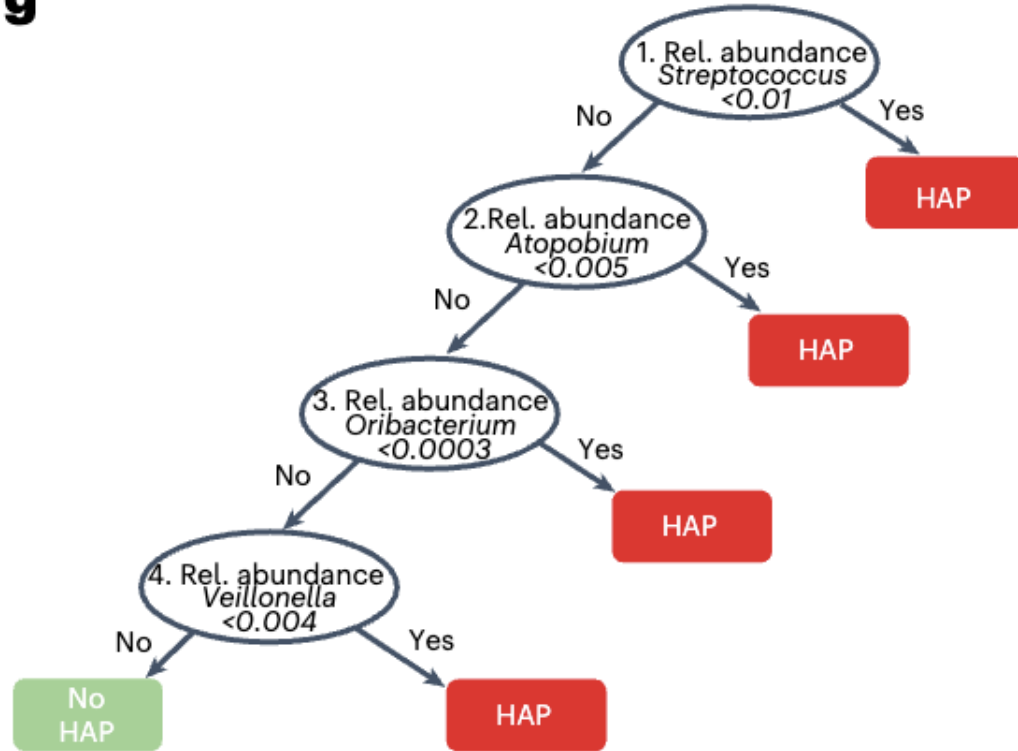 g
1. Rel. abundance
Streptococcus
<0.01
No
Yes
HAP
2.Rel. abundance
Atopobium
<0.005
No
Yes
HAP
3. Rel. abundance
Oribacterium
<0.0003
No
Yes
HAP
4. Rel. abundance
Veillonella
<0.004
No
Yes
No
HAP
HAP